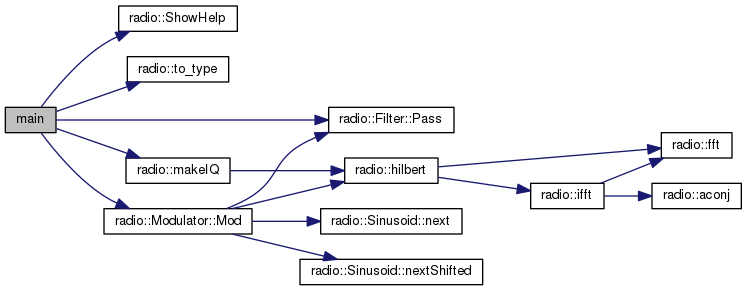 radio::ShowHelp
radio::to_type
main
radio::Filter::Pass
radio::fft
radio::makeIQ
radio::hilbert
radio::ifft
radio::aconj
radio::Modulator::Mod
radio::Sinusoid::next
radio::Sinusoid::nextShifted